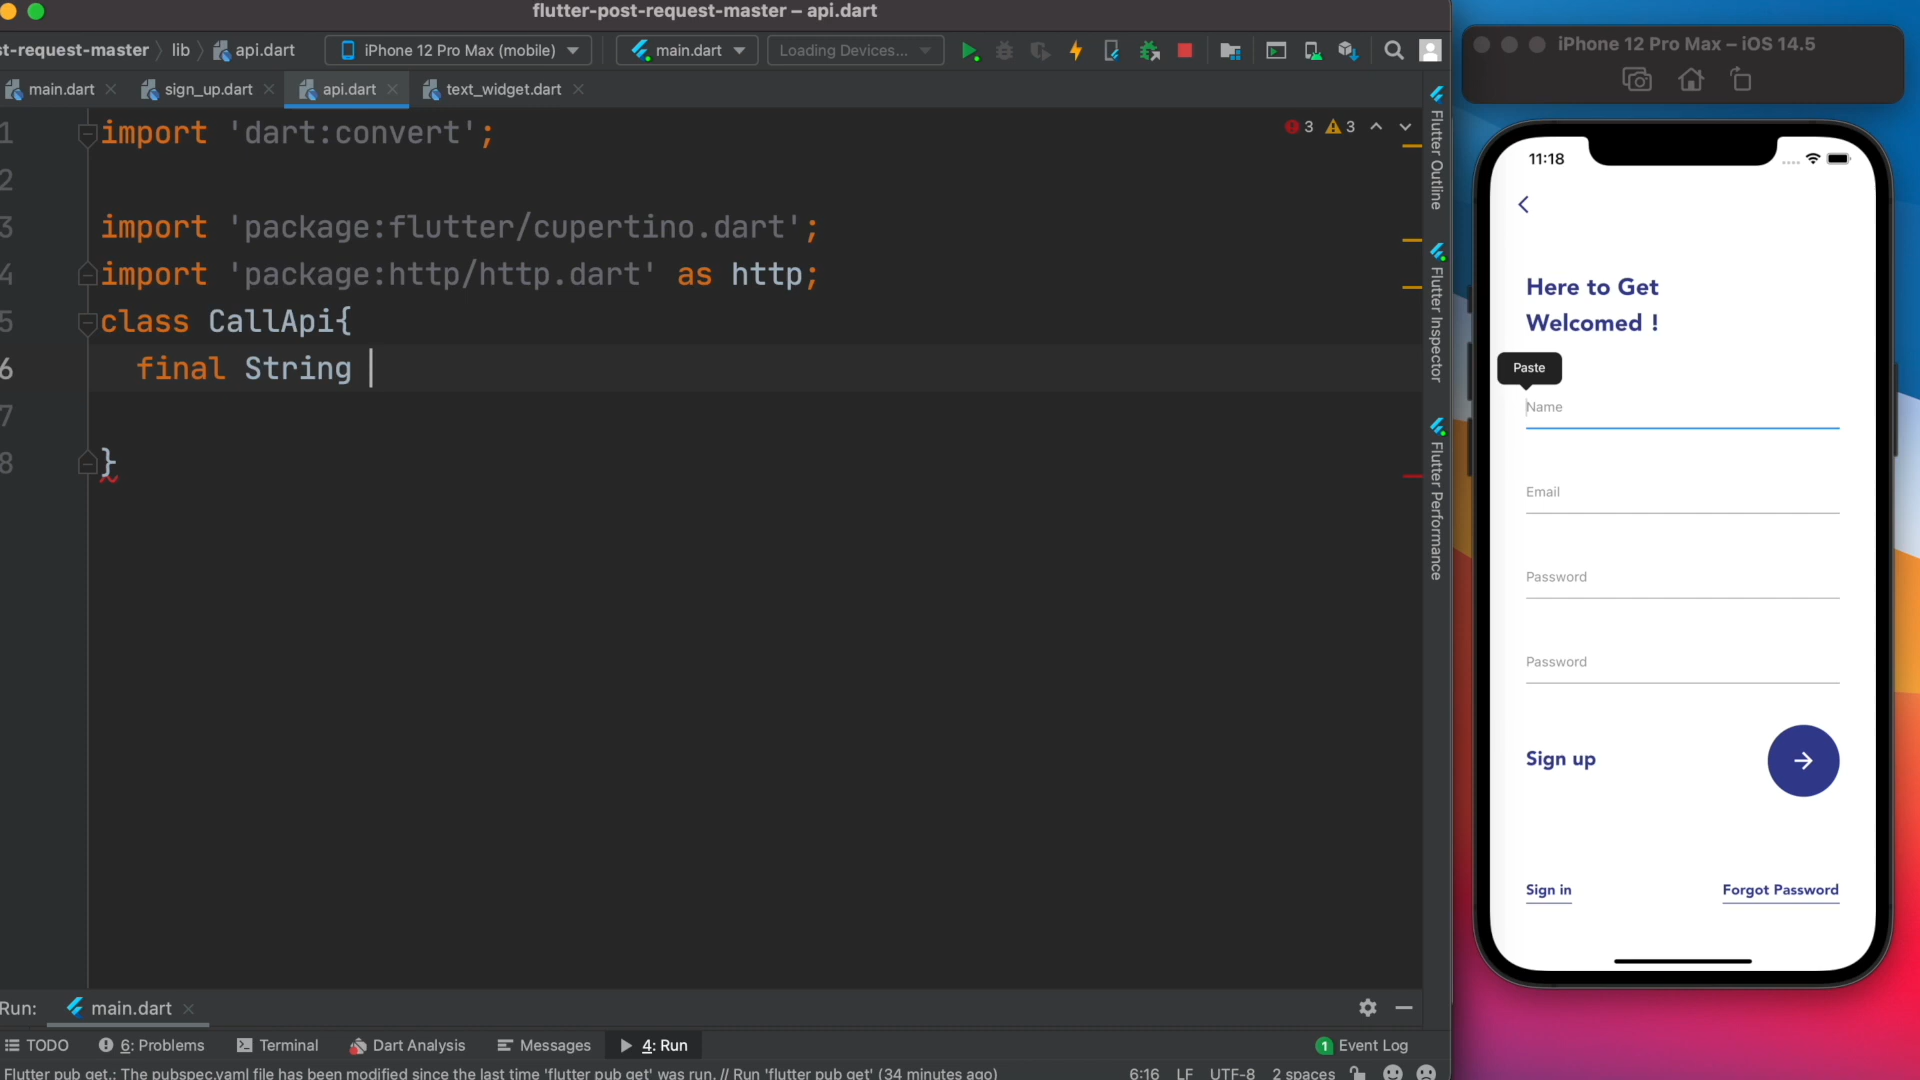 flutter-post-request-master – api.dart
st-request-master
lib
api.dart
iPhone 12 Pro Max (mobile)
main.dart
Loading Devices...
main.dart
sign_up.dart
api.dart
text_widget.dart
1 import 'dart:convert';
2
3 import 'package:flutter/cupertino.dart';
4 import 'package:http/http.dart' as http;
5 class CallApi{
6 final String
7
8 }
3
3
Flutter Outline
Flutter Inspector
Flutter Performance
Run:
main.dart
TODO
6: Problems
Terminal
Dart Analysis
Messages
4: Run
1 Event Log
Flutter pub get.: The pubspec.yaml file has been modified since the last time 'flutter pub get' was run. // Run 'flutter pub get' (34 minutes ago)
6:16
LF
UTF-8
2 spaces
iPhone 12 Pro Max – iOS 14.5
11:18
Here to Get
Welcomed !
Paste
Name
Email
Password
Password
Sign up
Sign in
Forgot Password